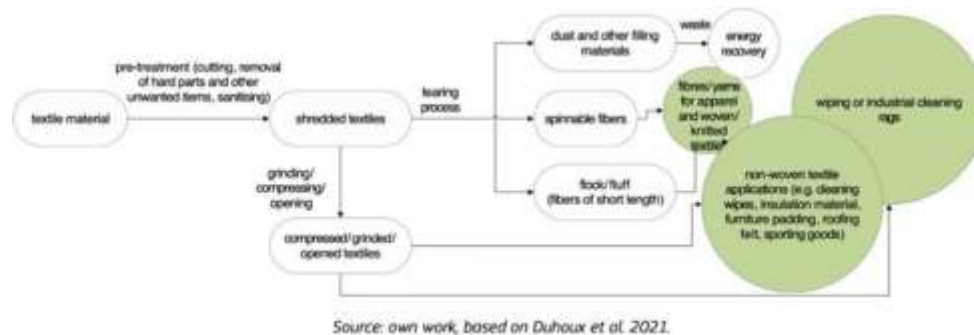 waste
dust and other filling
materials
energy
recovery
pre-treatment (cutting, removal
of hard parts and other
unwanted items, sanitising)
tearing
process
fibres/yarns
for apparel
and woven/
knitted
textile
wiping or industrial cleaning
rags
textile material
shredded textiles
spinnable fibers
grinding/
compressing/
opening
flock/fluff
(fibers of short length)
non-woven textile
applications (e.g. cleaning
wipes, insulation material,
furniture padding, roofing
felt, sporting goods)
compressed/grinded/
opened textiles
Source: own work, based on Duhoux et al. 2021.